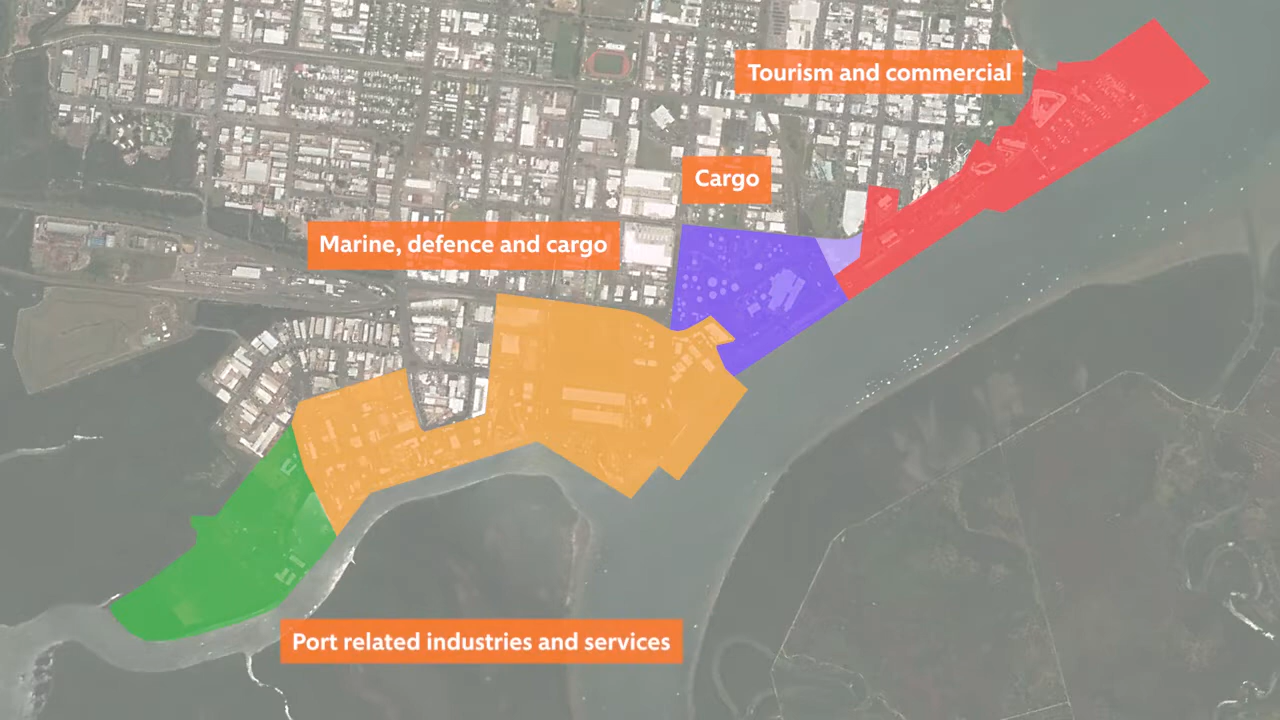 Tourism and commercial
Cargo
Marine, defence and cargo
Port related industries and services